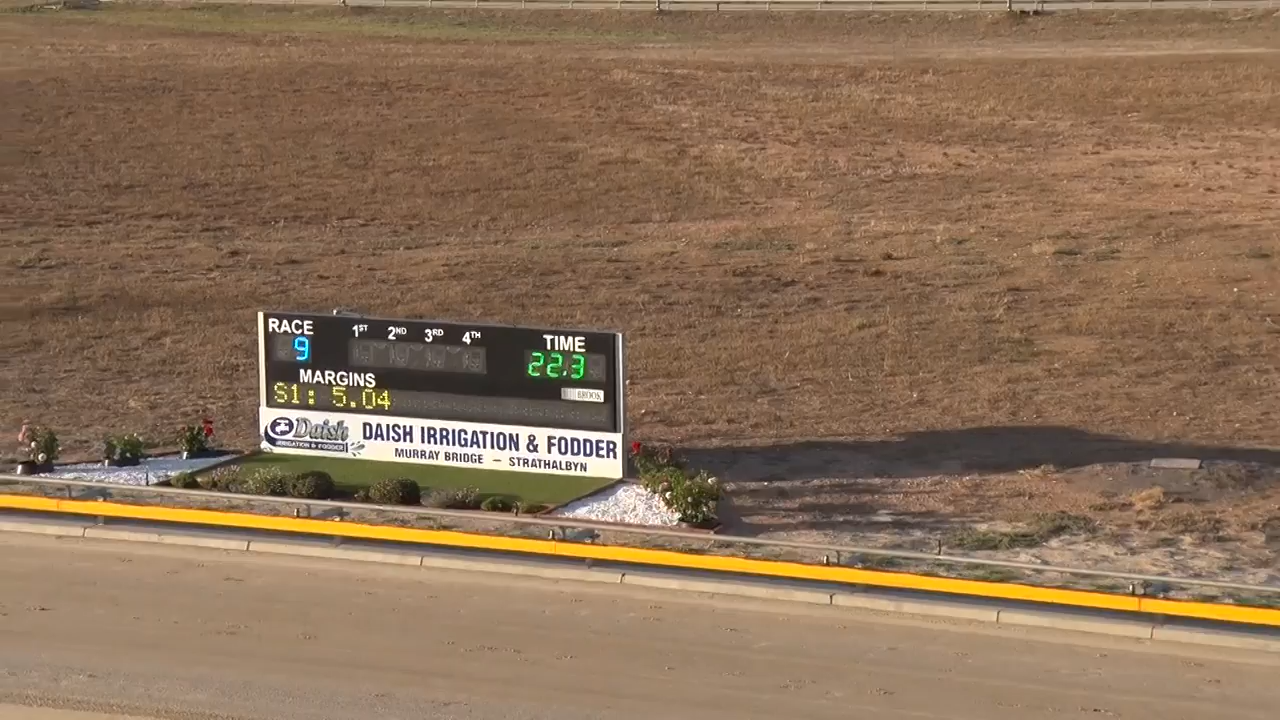 RACE 1ST 2ND 3RD 4TH TIME
9 22.3
MARGINS
S1: 5.04
BROOK
Daish
IRRIGATION & FODDER
DAISH IRRIGATION & FODDER
MURRAY BRIDGE – STRATHALBYN